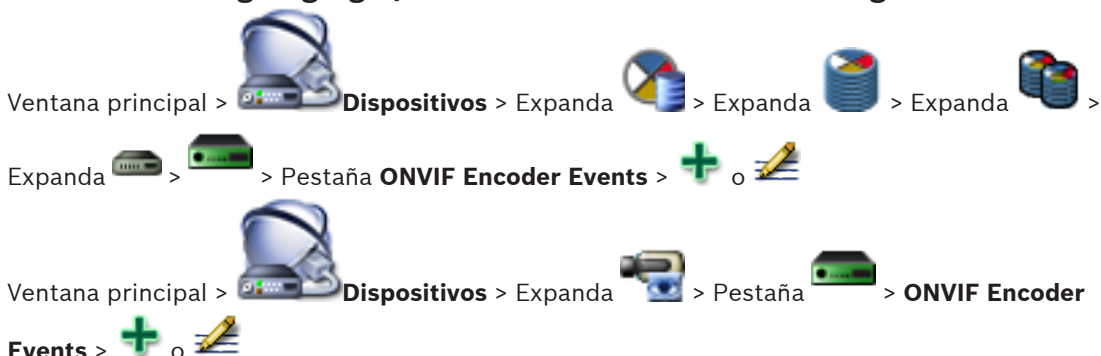 Ventana principal > Dispositivos > Expanda > Expanda > Expanda >
Expanda > > Pestaña ONVIF Encoder Events > o
Ventana principal > Dispositivos > Expanda > Pestaña > ONVIF Encoder
Events > o